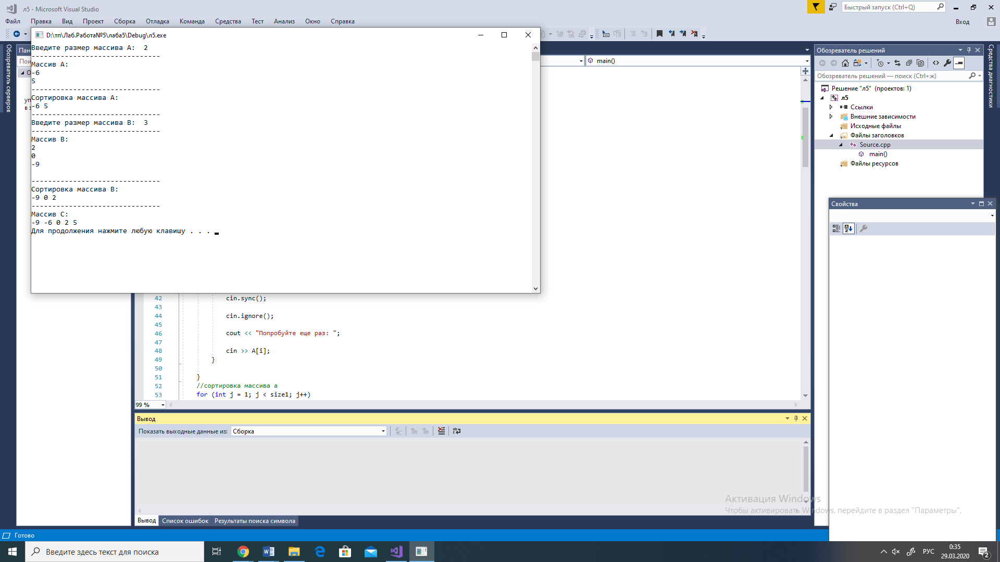 л5 - Microsoft Visual Studio
Быстрый запуск (Ctrl+Q)
Файл Правка Вид Проект Сборка Отладка Команда Средства Тест Анализ Окно Справка
Вход
D:\тп\Лаб.Работа№5\лаба5\Debug\л5.exe
Введите размер массива A:  2
-------------------------------
Массив A:
-6
5
-------------------------------
Сортировка массива A:
-6 5
-------------------------------
Введите размер массива B:  3
-------------------------------
Массив B:
2
0
-9
-------------------------------
Сортировка массива B:
-9 0 2
-------------------------------
Массив C:
-9 -6 0 2 5
Для продолжения нажмите любую клавишу . . .
Обозреватель серверов
main()
42 cin.sync();
43
44 cin.ignore();
45
46 cout << "Попробуйте еще раз: ";
47
48 cin >> A[i];
49 }
50
51 }
52 //сортировка массива а
53 for (int j = 1; j < size1; j++)
99 %
Вывод
Показать выходные данные из: Сборка
Вывод Список ошибок Результаты поиска символа
Обозреватель решений
Обозреватель решений — поиск (Ctrl+ж)
Решение "л5" (проектов: 1)
л5
Ссылки
Внешние зависимости
Исходные файлы
Файлы заголовков
Source.cpp
main()
Файлы ресурсов
Средства диагностики
Свойства
Активация Windows
Чтобы активировать Windows, перейдите в раздел "Параметры".
Готово
Введите здесь текст для поиска
РУС
0:35
29.03.2020
2